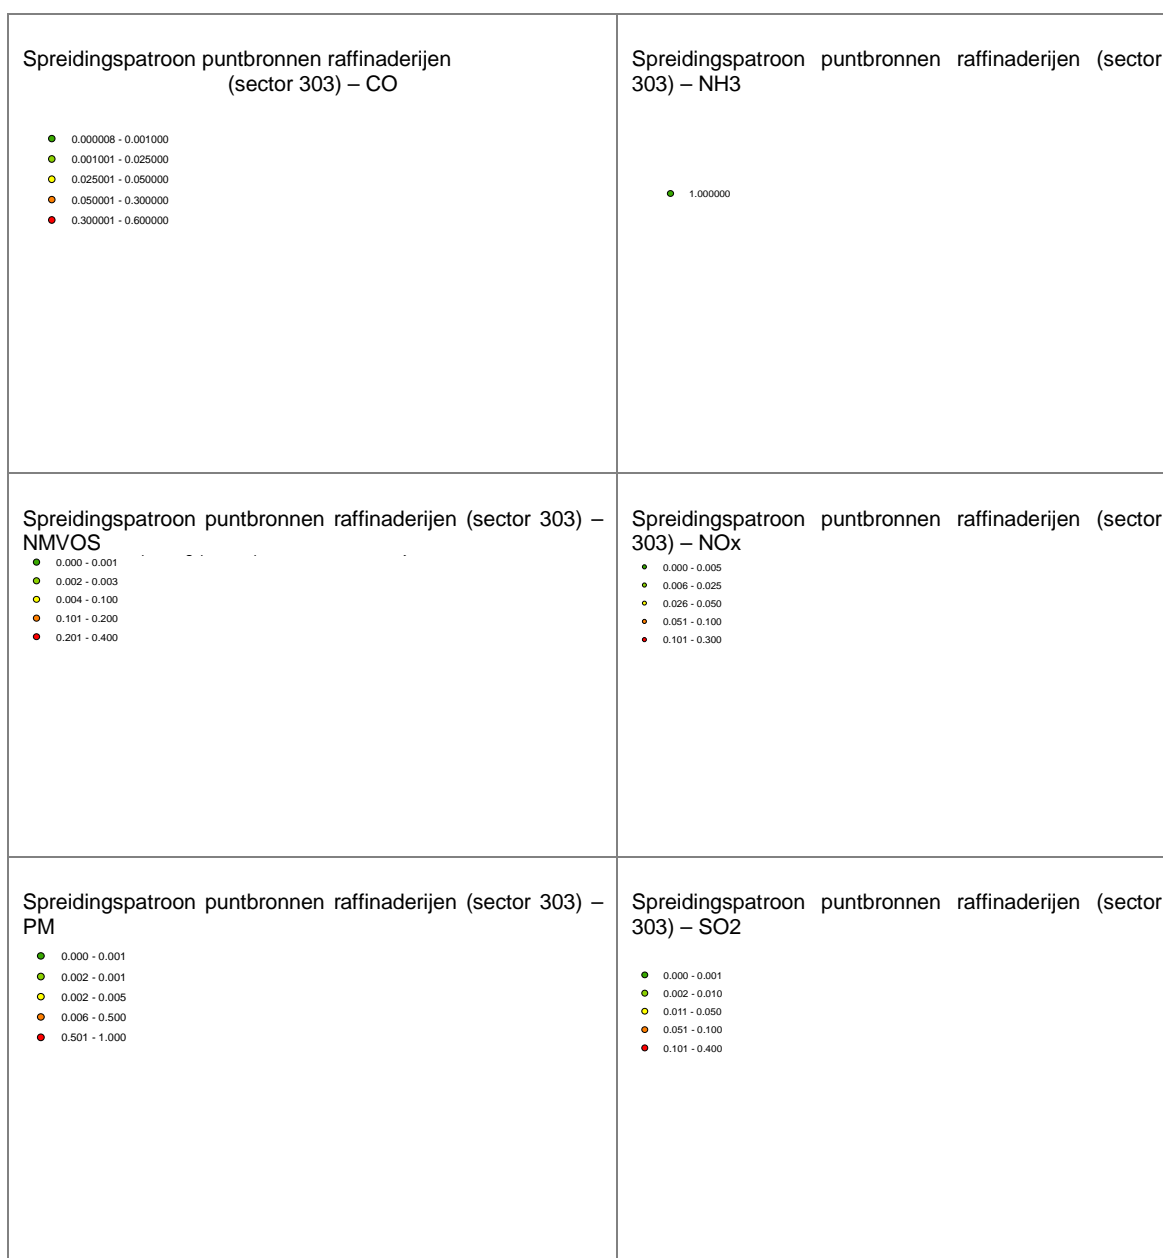 Spreidingspatroon puntbronnen raffinaderijen
(sector 303) – CO
0.000008 - 0.001000
0.001001 - 0.025000
0.025001 - 0.050000
0.050001 - 0.300000
0.300001 - 0.600000
Spreidingspatroon puntbronnen raffinaderijen (sector
303) – NH3
1.000000
Spreidingspatroon puntbronnen raffinaderijen (sector 303) –
NMVOS
0.000 - 0.001
0.002 - 0.003
0.004 - 0.100
0.101 - 0.200
0.201 - 0.400
Spreidingspatroon puntbronnen raffinaderijen (sector
303) – NOx
0.000 - 0.005
0.006 - 0.025
0.026 - 0.050
0.051 - 0.100
0.101 - 0.300
Spreidingspatroon puntbronnen raffinaderijen (sector 303) –
PM
0.000 - 0.001
0.002 - 0.001
0.002 - 0.005
0.006 - 0.500
0.501 - 1.000
Spreidingspatroon puntbronnen raffinaderijen (sector
303) – SO2
0.000 - 0.001
0.002 - 0.010
0.011 - 0.050
0.051 - 0.100
0.101 - 0.400